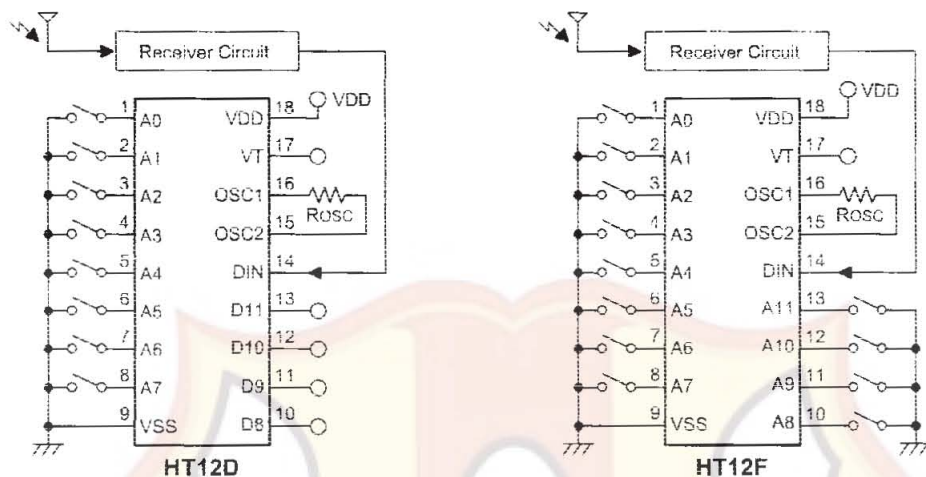 Receiver Circuit
1 A0 VDD 18 VDD
2 A1 VT 17
3 A2 OSC1 16 ROSC
4 A3 OSC2 15
5 A4 DIN 14
6 A5 D11 13
7 A6 D10 12
8 A7 D9 11
9 VSS D8 10
HT12D
Receiver Circuit
1 A0 VDD 18 VDD
2 A1 VT 17
3 A2 OSC1 16 ROSC
4 A3 OSC2 15
5 A4 DIN 14
6 A5 A11 13
7 A6 A10 12
8 A7 A9 11
9 VSS A8 10
HT12F